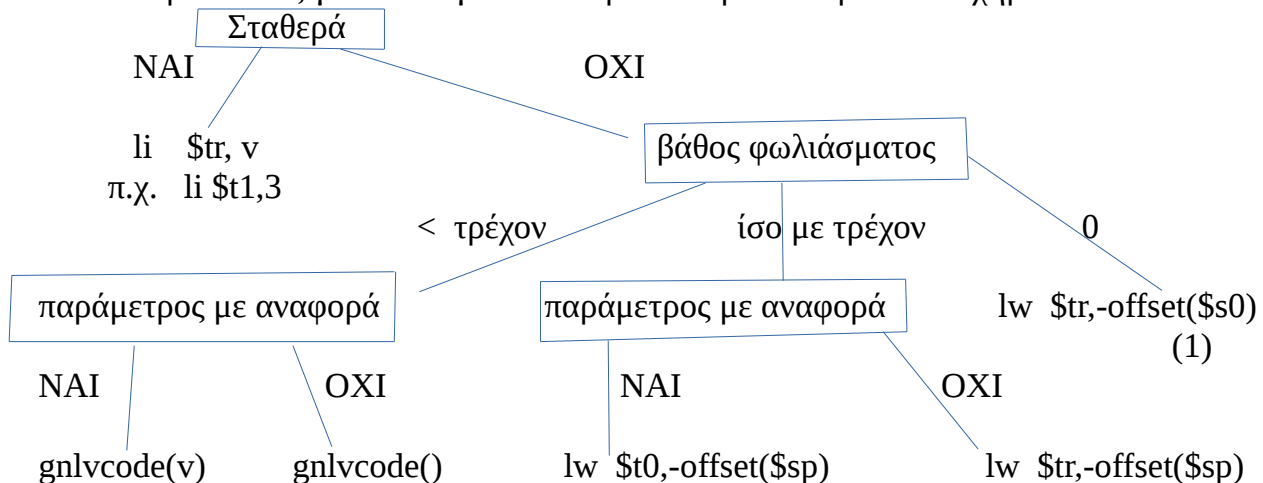 Σταθερά
ΝΑΙ ΟΧΙ
li $tr, v
π.χ. li $t1,3
βάθος φωλιάσματος
< τρέχον ίσο με τρέχον 0
παράμετρος με αναφορά παράμετρος με αναφορά lw $tr,-offset($s0)
(1)
ΝΑΙ ΟΧΙ ΝΑΙ ΟΧΙ
gnlvcode(v) gnlvcode() lw $t0,-offset($sp) lw $tr,-offset($sp)